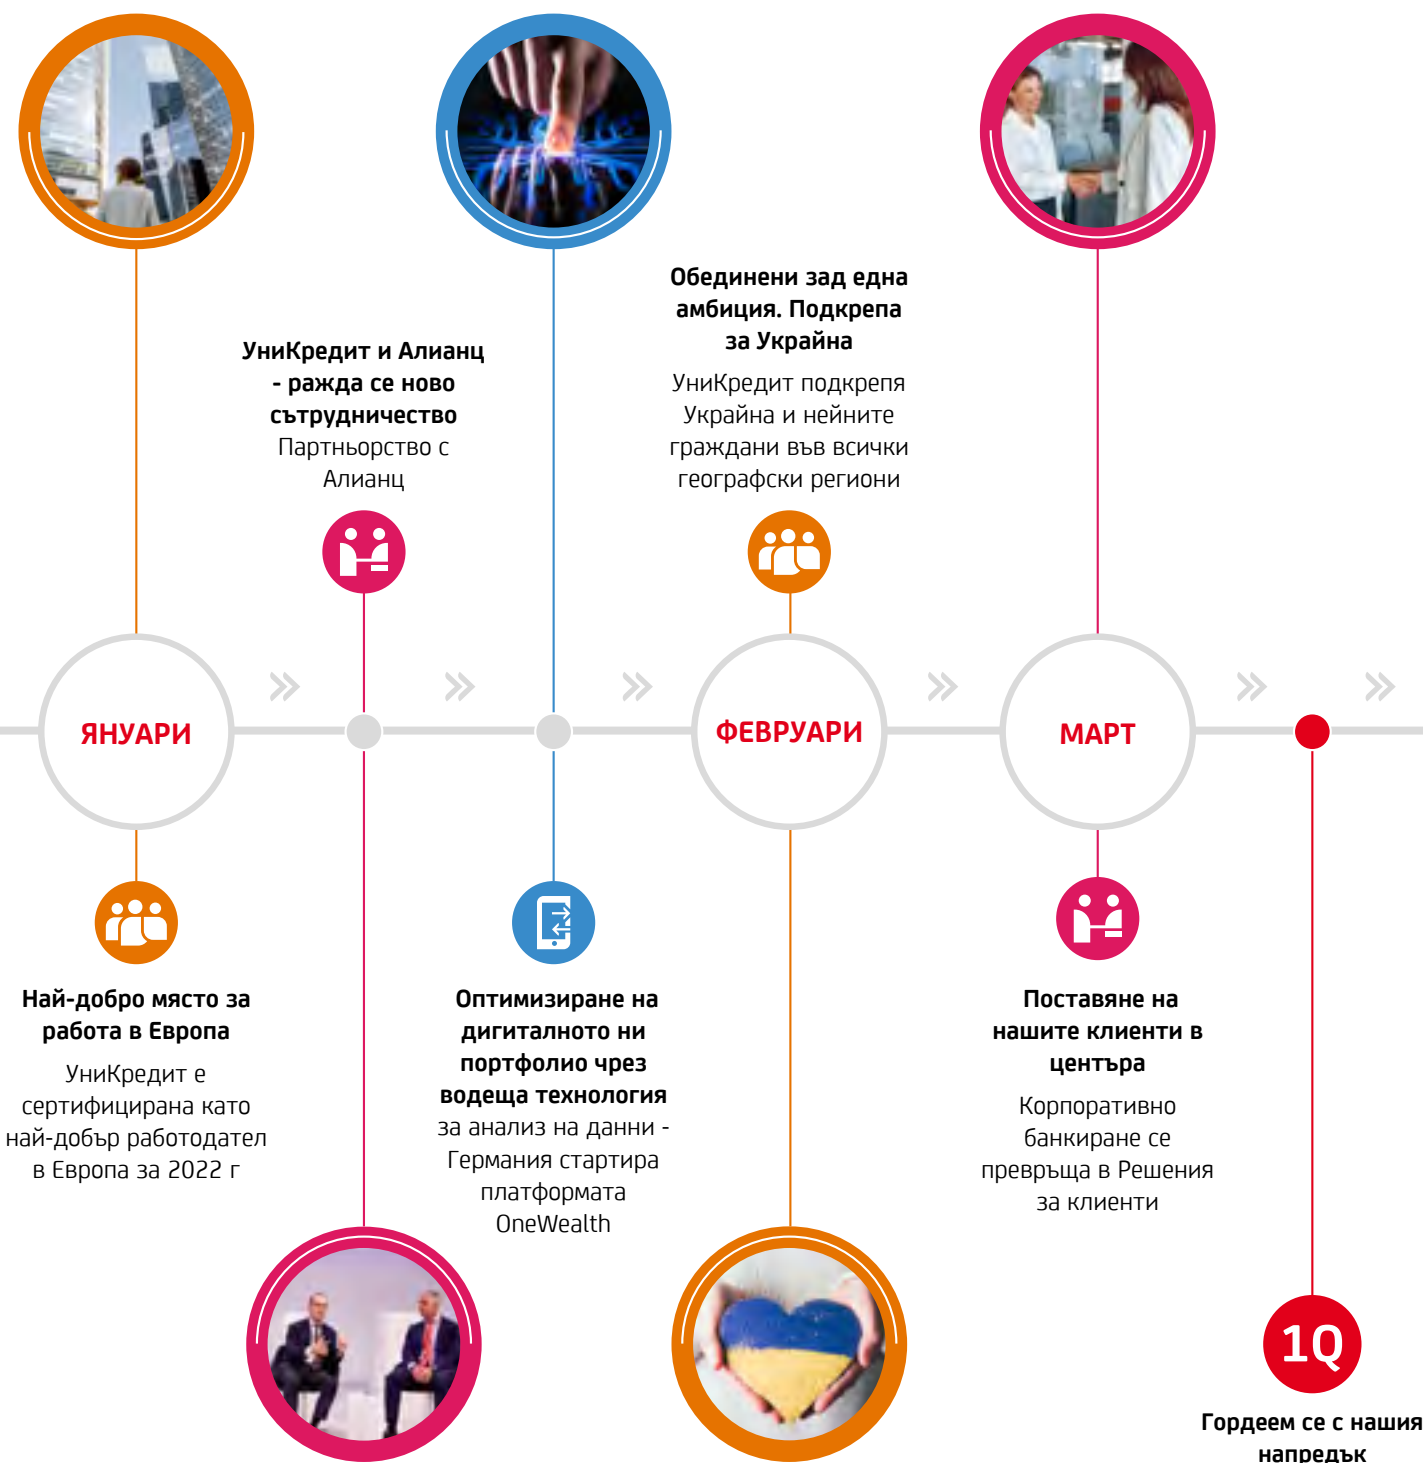 Обединени зад една
амбиция. Подкрепа
за Украйна
УниКредит подкрепя
Украйна и нейните
граждани във всички
географски региони
УниКредит и Алианц
- ражда се ново
сътрудничество
Партньорство с
Алианц
ЯНУАРИ
ФЕВРУАРИ
МАРТ
Най-добро място за
работа в Европа
УниКредит е
сертифицирана като
най-добър работодател
в Европа за 2022 г
Оптимизиране на
дигиталното ни
портфолио чрез
водеща технология
за анализ на данни -
Германия стартира
платформата
OneWealth
Поставяне на
нашите клиенти в
центъра
Корпоративно
банкиране се
превръща в Решения
за клиенти
1Q
Гордеем се с нашия
напредък